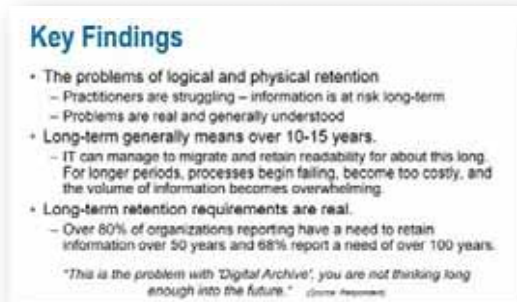 Key Findings
• The problems of logical and physical retention
– Practitioners are struggling – information is at risk long-term
– Problems are real and generally understood
• Long-term generally means over 10-15 years.
– IT can manage to migrate and retain readability for about this long.
For longer periods, processes begin failing, become too costly, and
the volume of information becomes overwhelming.
• Long-term retention requirements are real.
– Over 80% of organizations reporting have a need to retain
information over 50 years and 68% report a need of over 100 years.
"This is the problem with 'Digital Archive', you are not thinking long
enough into the future." (Source: Respondent)